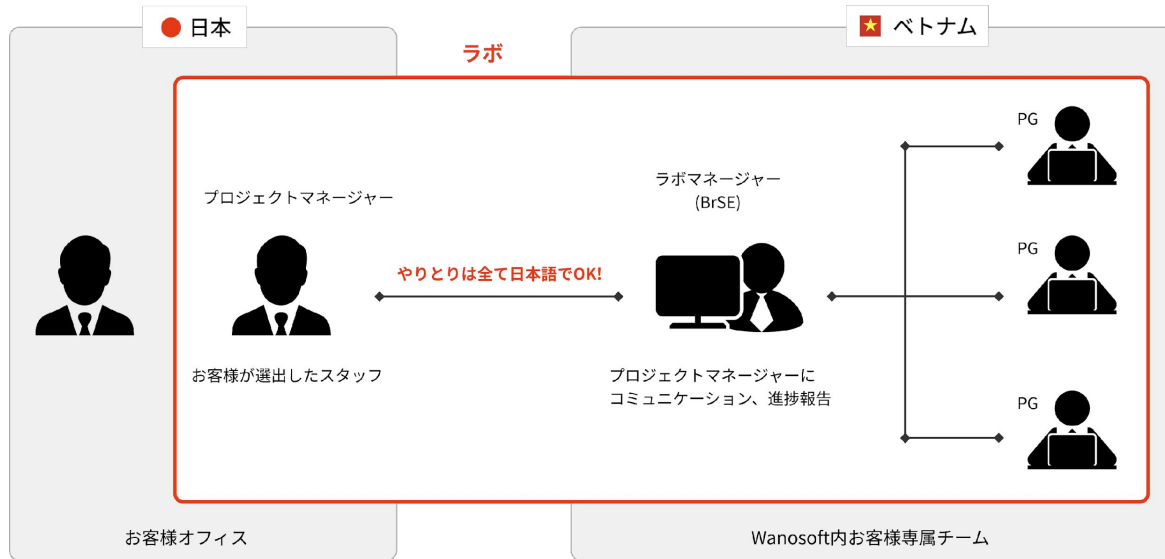 日本
ベトナム
ラボ
プロジェクトマネージャー
ラボマネージャー
(BrSE)
PG
PG
PG
やりとりは全て日本語でOK!
お客様が選出したスタッフ
プロジェクトマネージャーに
コミュニケーション、進捗報告
お客様オフィス
Wanosoft内お客様専属チーム